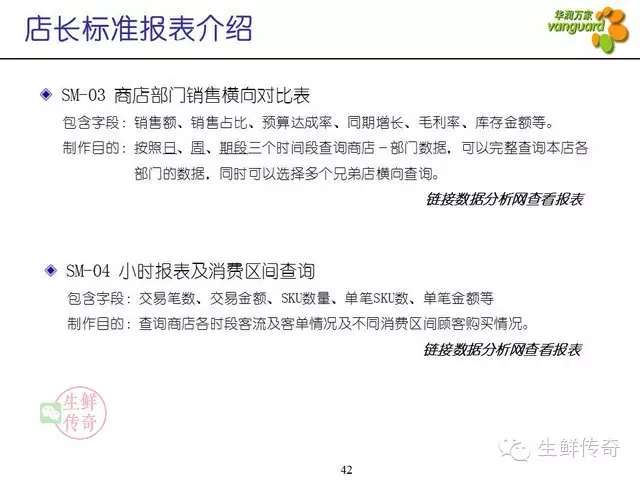 店长标准报表介绍
华润万家
vanguard
SM-03 商店部门销售横向对比表
包含字段：销售额、销售占比、预算达成率、同期增长、毛利率、库存金额等。
制作目的：按照日、周、期段三个时间段查询商店－部门数据，可以完整查询本店各
部门的数据，同时可以选择多个兄弟店横向查询。
链接数据分析网查看报表
SM-04 小时报表及消费区间查询
包含字段：交易笔数、交易金额、SKU数量、单笔SKU数、单笔金额等
制作目的：查询商店各时段客流及客单情况及不同消费区间顾客购买情况。
链接数据分析网查看报表
生鲜
传奇
生鲜传奇
42